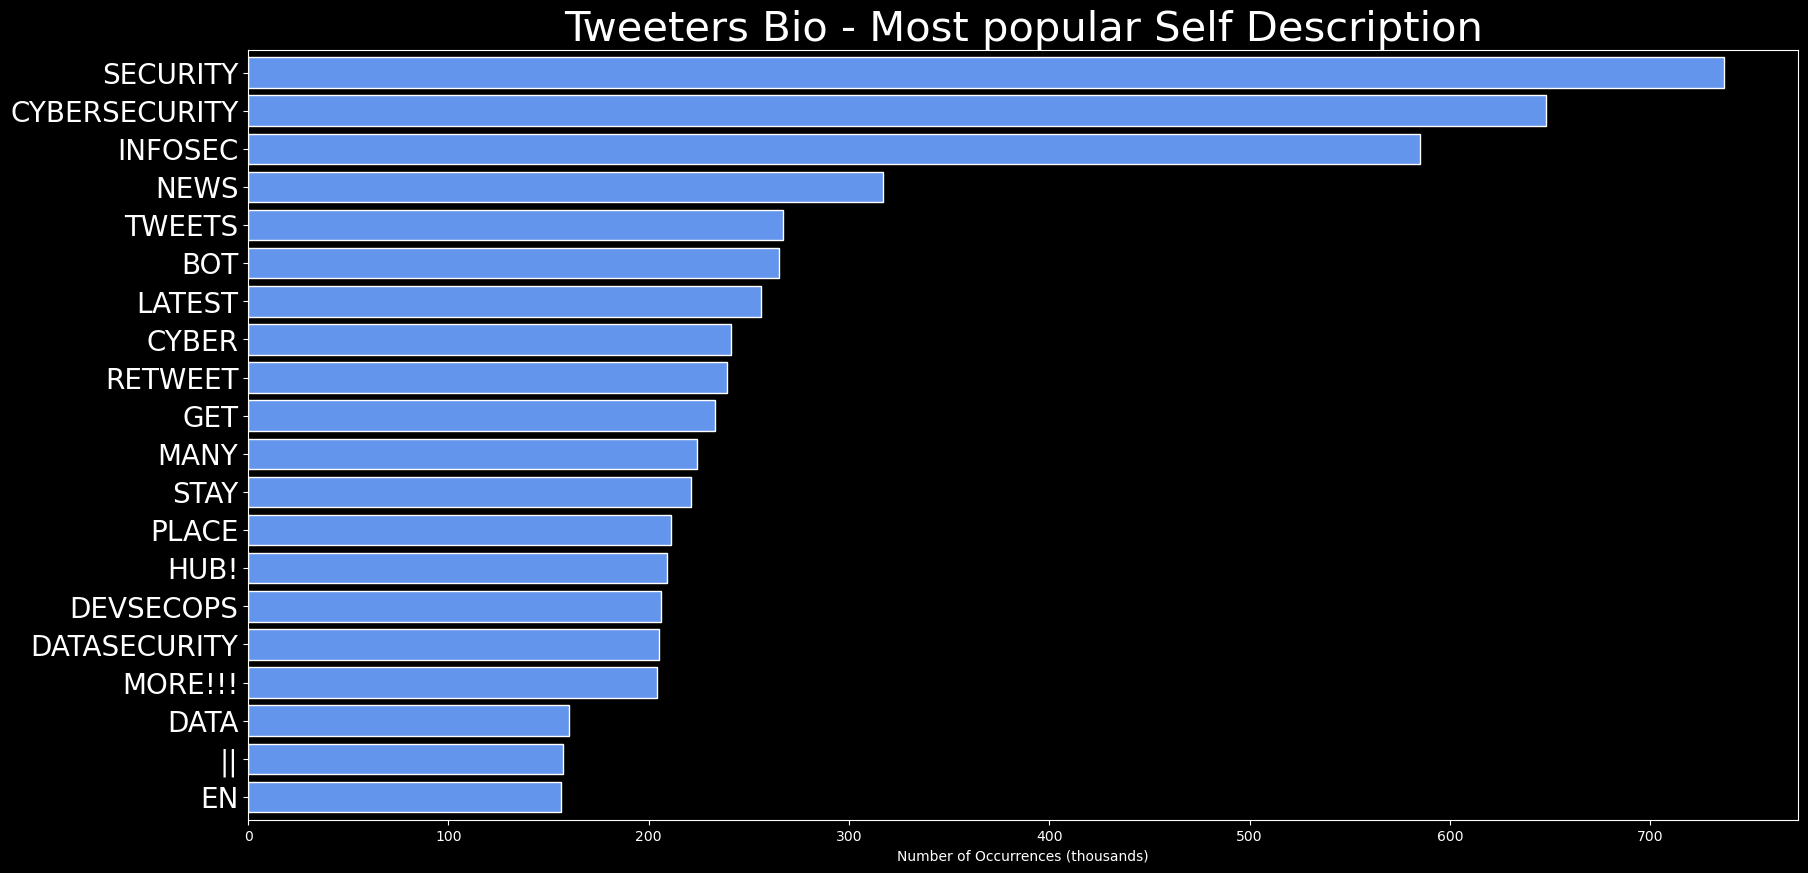 Tweeters Bio - Most popular Self Description
SECURITY
CYBERSECURITY
INFOSEC
NEWS
TWEETS
BOT
LATEST
CYBER
RETWEET
GET
MANY
STAY
PLACE
HUB!
DEVSECOPS
DATASECURITY
MORE!!!
DATA
||
EN
0 100 200 300 400 500 600 700
Number of Occurrences (thousands)